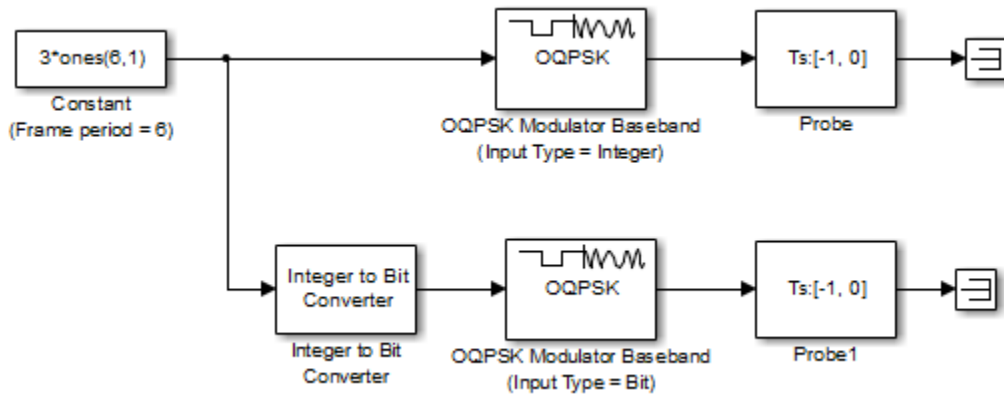 3*ones(6,1)
Constant
(Frame period = 6)
OQPSK
OQPSK Modulator Baseband
(Input Type = Integer)
Ts:[-1, 0]
Probe
Integer to Bit
Converter
Integer to Bit
Converter
OQPSK
OQPSK Modulator Baseband
(Input Type = Bit)
Ts:[-1, 0]
Probe1